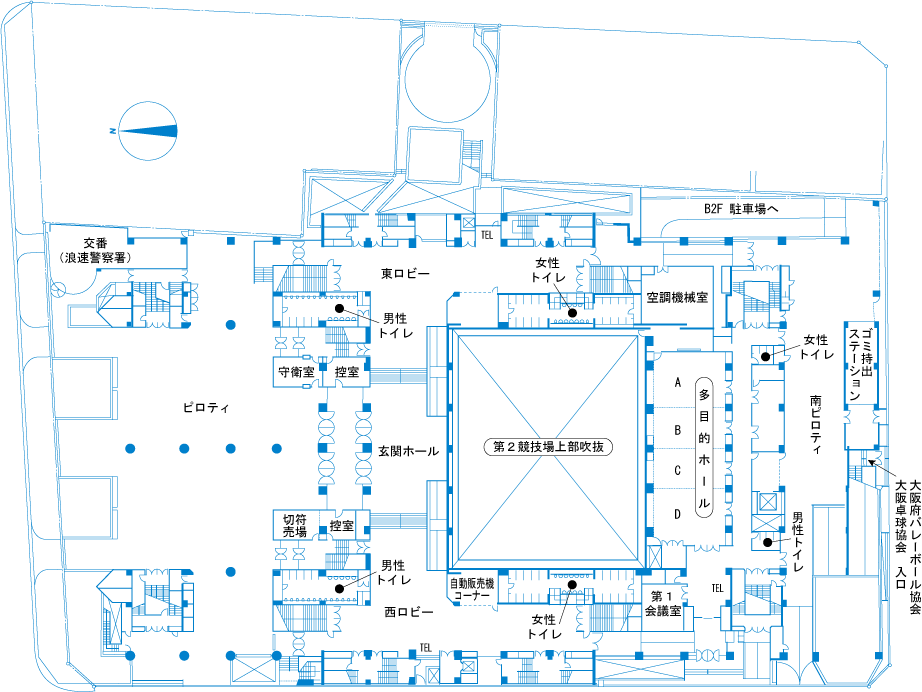 N
B2F 駐車場へ
TEL
交番
（浪速警察署）
東ロビー
女性
トイレ
空調機械室
男性
トイレ
女性
トイレ
ゴミ持出
ステーション
守衛室
控室
A
B
C
D
多目的ホール
ピロティ
南ピロティ
玄関ホール
第２競技場上部吹抜
大阪府バレーボール協会
大阪卓球協会 入口
切符
売場
控室
男性トイレ
男性
トイレ
自動販売機
コーナー
第１
会議室
TEL
西ロビー
女性
トイレ
TEL